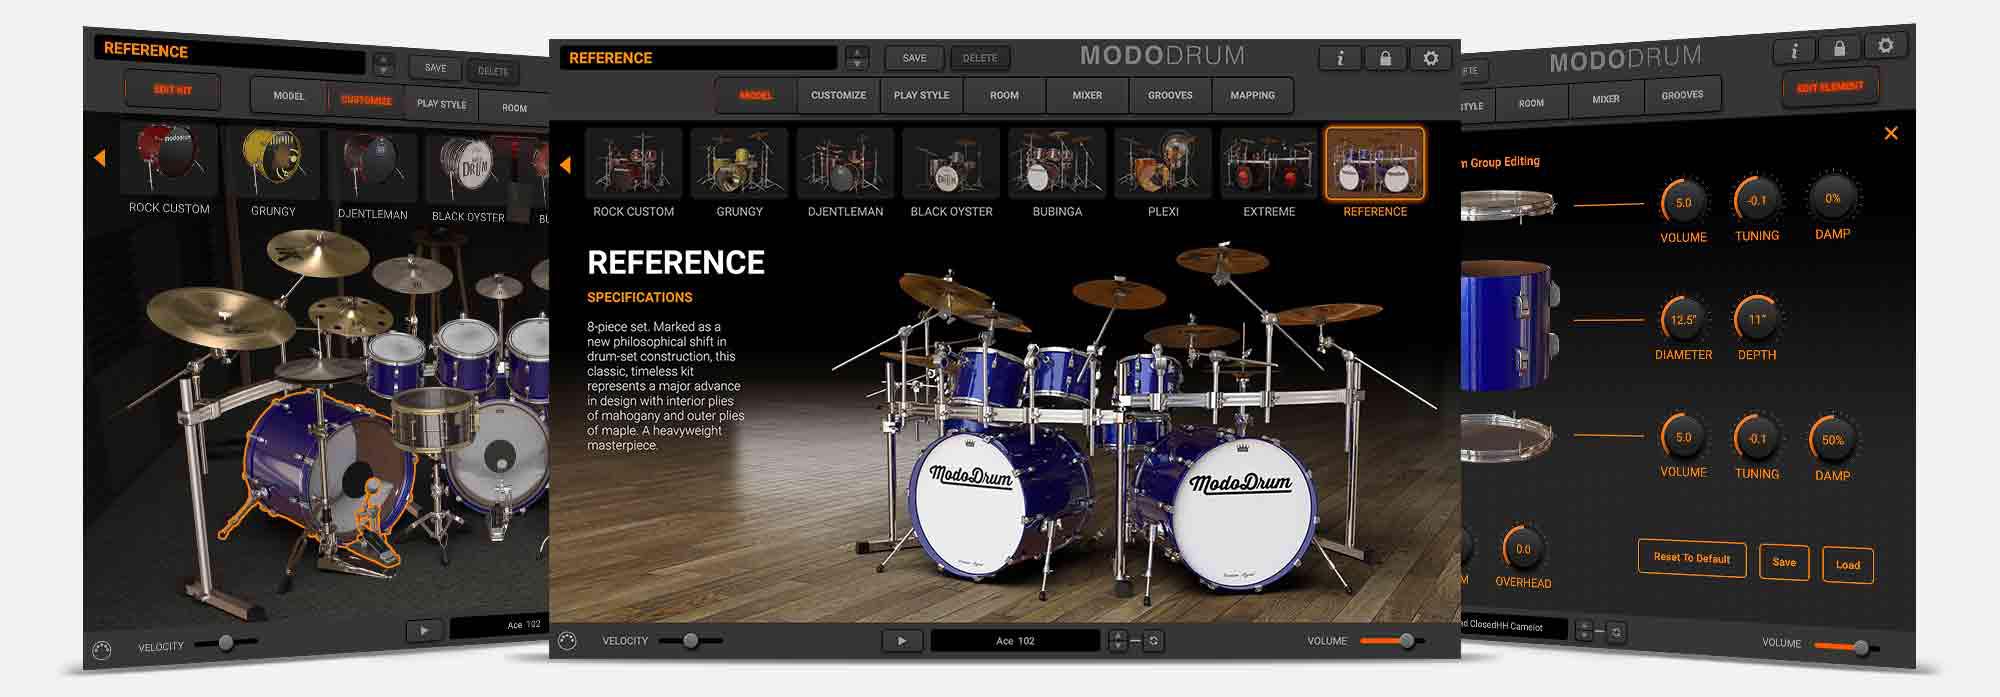 REFERENCE
SAVE
DELETE
EDIT KIT
MODEL
CUSTOMIZE
PLAY STYLE
ROOM
ROCK CUSTOM
GRUNGY
DJENTLEMAN
BLACK OYSTER
BU
VELOCITY
Ace 102
REFERENCE
SAVE
DELETE
MODODRUM
MODEL
CUSTOMIZE
PLAY STYLE
ROOM
MIXER
GROOVES
MAPPING
ROCK CUSTOM
GRUNGY
DJENTLEMAN
BLACK OYSTER
BUBINGA
PLEXI
EXTREME
REFERENCE
REFERENCE
SPECIFICATIONS
8-piece set. Marked as a
new philosophical shift in
drum-set construction, this
classic, timeless kit
represents a major advance
in design with interior plies
of mahogany and outer plies
of maple. A heavyweight
masterpiece.
ModoDrum
ModoDrum
VELOCITY
Ace 102
VOLUME
MODODRUM
TYLE
ROOM
MIXER
GROOVES
EDIT ELEMENT
m Group Editing
5.0
-0.1
0%
VOLUME
TUNING
DAMP
12.5"
11"
DIAMETER
DEPTH
5.0
-0.1
50%
VOLUME
TUNING
DAMP
0.0
M
OVERHEAD
Reset To Default
Save
Load
d ClosedHH Camelot
VOLUME